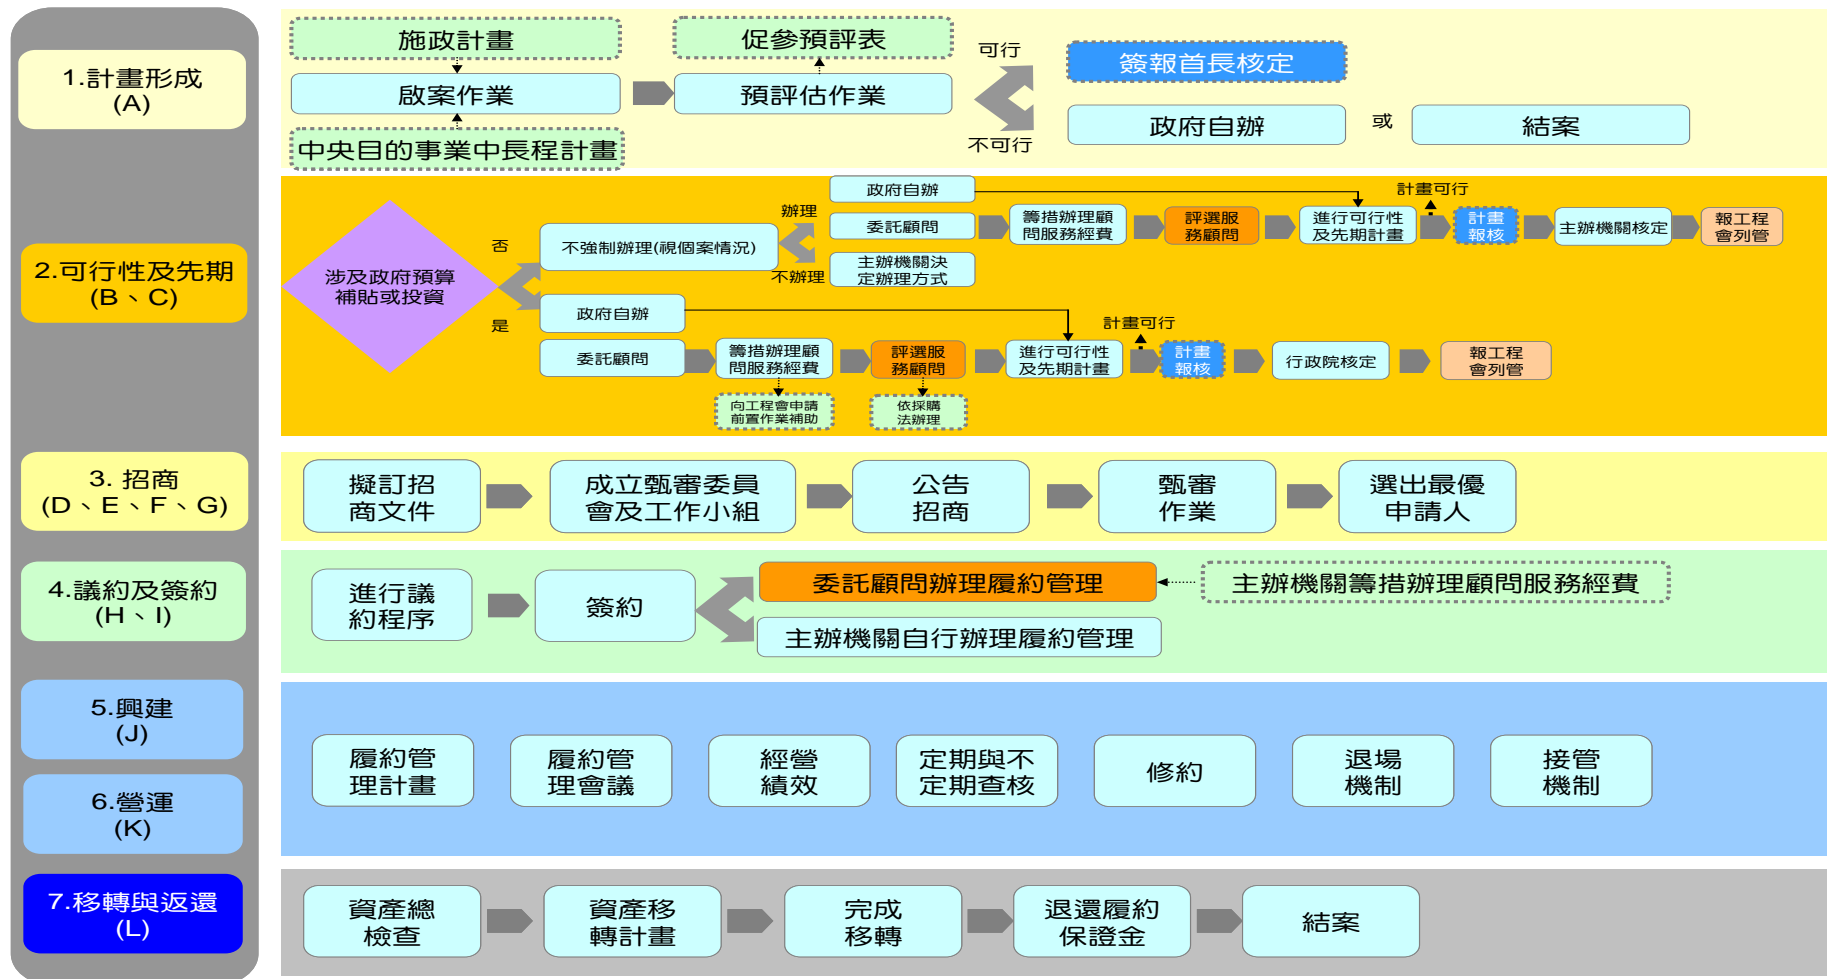 1.計畫形成
(A)
施政計畫
啟案作業
中央目的事業中長程計畫
促參預評表
預評估作業
可行
不可行
簽報首長核定
政府自辦
或
結案
2.可行性及先期
(B、C)
涉及政府預算
補貼或投資
否
是
不強制辦理(視個案情況)
辦理
不辦理
政府自辦
委託顧問
主辦機關決
定辦理方式
籌措辦理顧
問服務經費
評選服
務顧問
進行可行性
及先期計畫
計畫可行
計畫
報核
主辦機關核定
報工程
會列管
政府自辦
委託顧問
籌措辦理顧
問服務經費
向工程會申請
前置作業補助
評選服
務顧問
依採購
法辦理
進行可行性
及先期計畫
計畫可行
計畫
報核
行政院核定
報工程
會列管
3. 招商
(D、E、F、G)
擬訂招
商文件
成立甄審委員
會及工作小組
公告
招商
甄審
作業
選出最優
申請人
4.議約及簽約
(H、I)
進行議
約程序
簽約
委託顧問辦理履約管理
主辦機關籌措辦理顧問服務經費
主辦機關自行辦理履約管理
5.興建
(J)
6.營運
(K)
履約管
理計畫
履約管
理會議
經營
績效
定期與不
定期查核
修約
退場
機制
接管
機制
7.移轉與返還
(L)
資產總
檢查
資產移
轉計畫
完成
移轉
退還履約
保證金
結案